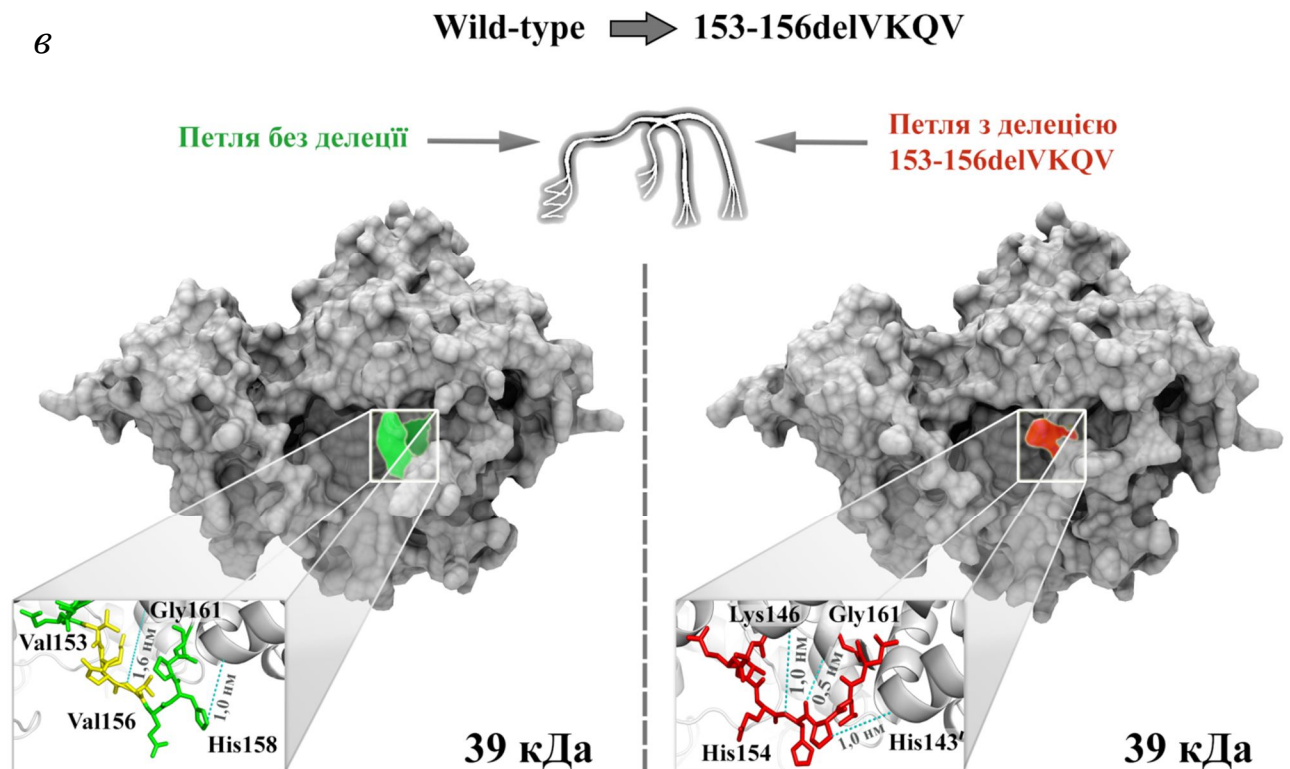 Wild-type 153-156delVKQV
в
Петля без делеції
Петля з делецією
153-156delVKQV
Gly161
Val153
1,6 нм
Val156
1,0 нм
His158
39 кДа
Lys146
Gly161
1,0 нм
0,5 нм
His154
1,0 нм
His143'
39 кДа